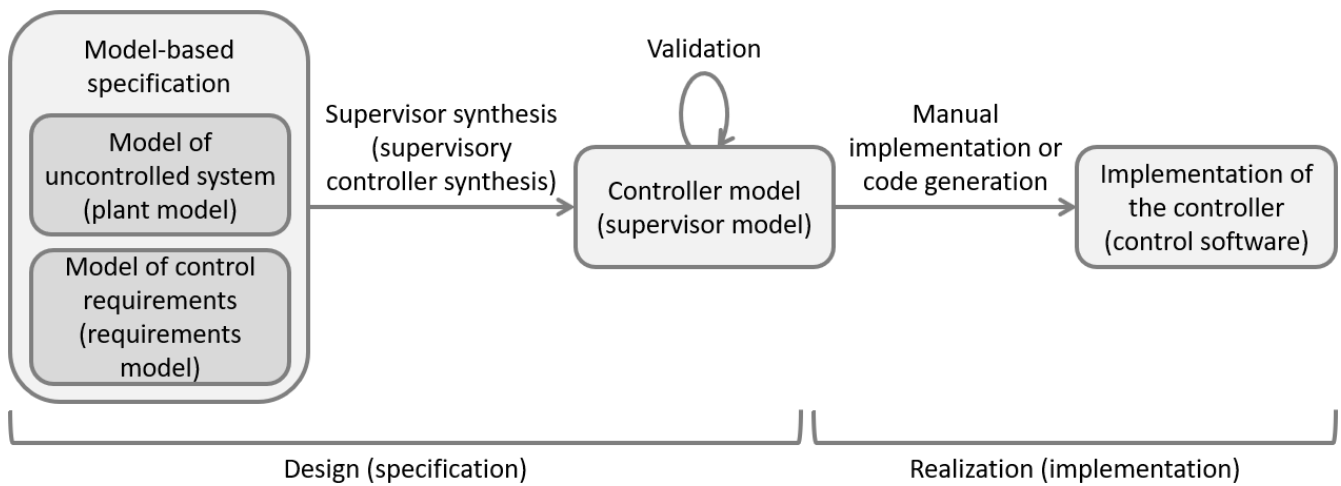 Model-based
specification
Model of
uncontrolled system
(plant model)
Model of control
requirements
(requirements
model)
Supervisor synthesis
(supervisory
controller synthesis)
Validation
Controller model
(supervisor model)
Manual
implementation or
code generation
Implementation of
the controller
(control software)
Design (specification)
Realization (implementation)